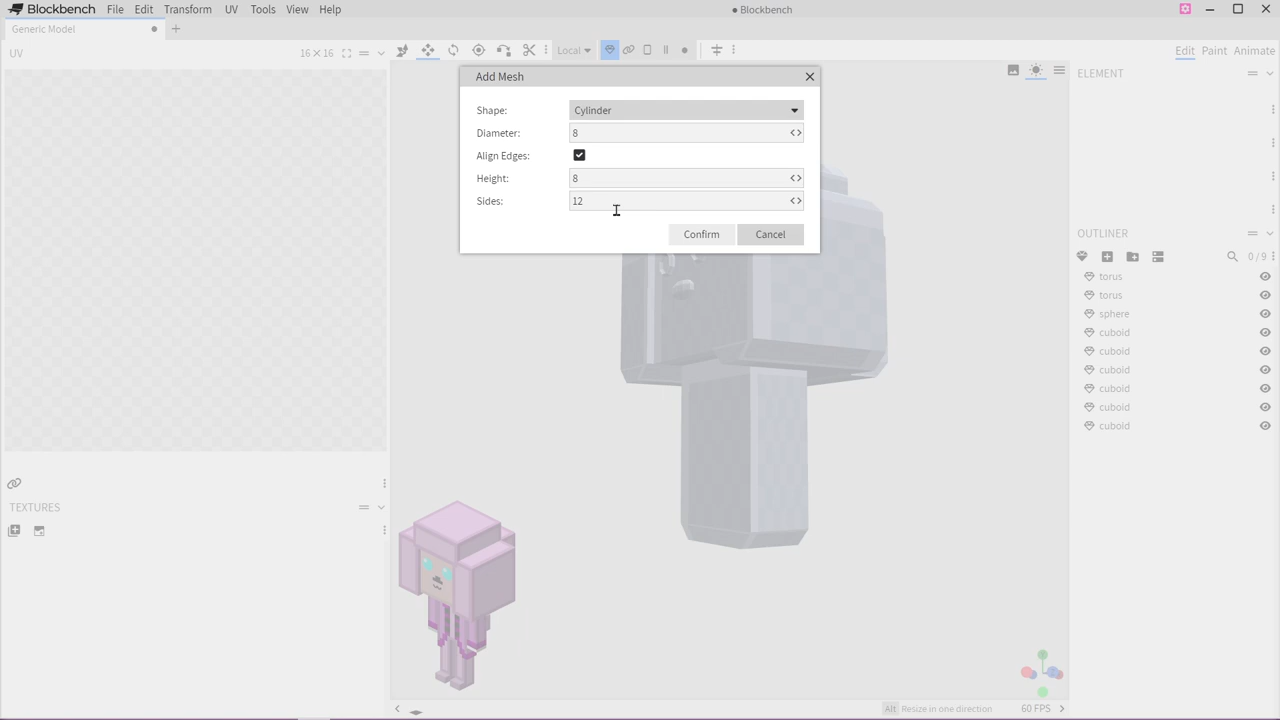 Blockbench File Edit Transform UV Tools View Help
● Blockbench
Generic Model
UV 16 × 16
Local
Edit Paint Animate
Add Mesh
ELEMENT
Shape: Cylinder
Diameter: 8
Align Edges:
Height: 8
Sides: 12
Confirm Cancel
OUTLINER
0 / 9
torus
torus
sphere
cuboid
cuboid
cuboid
cuboid
cuboid
cuboid
TEXTURES
Alt Resize in one direction 60 FPS